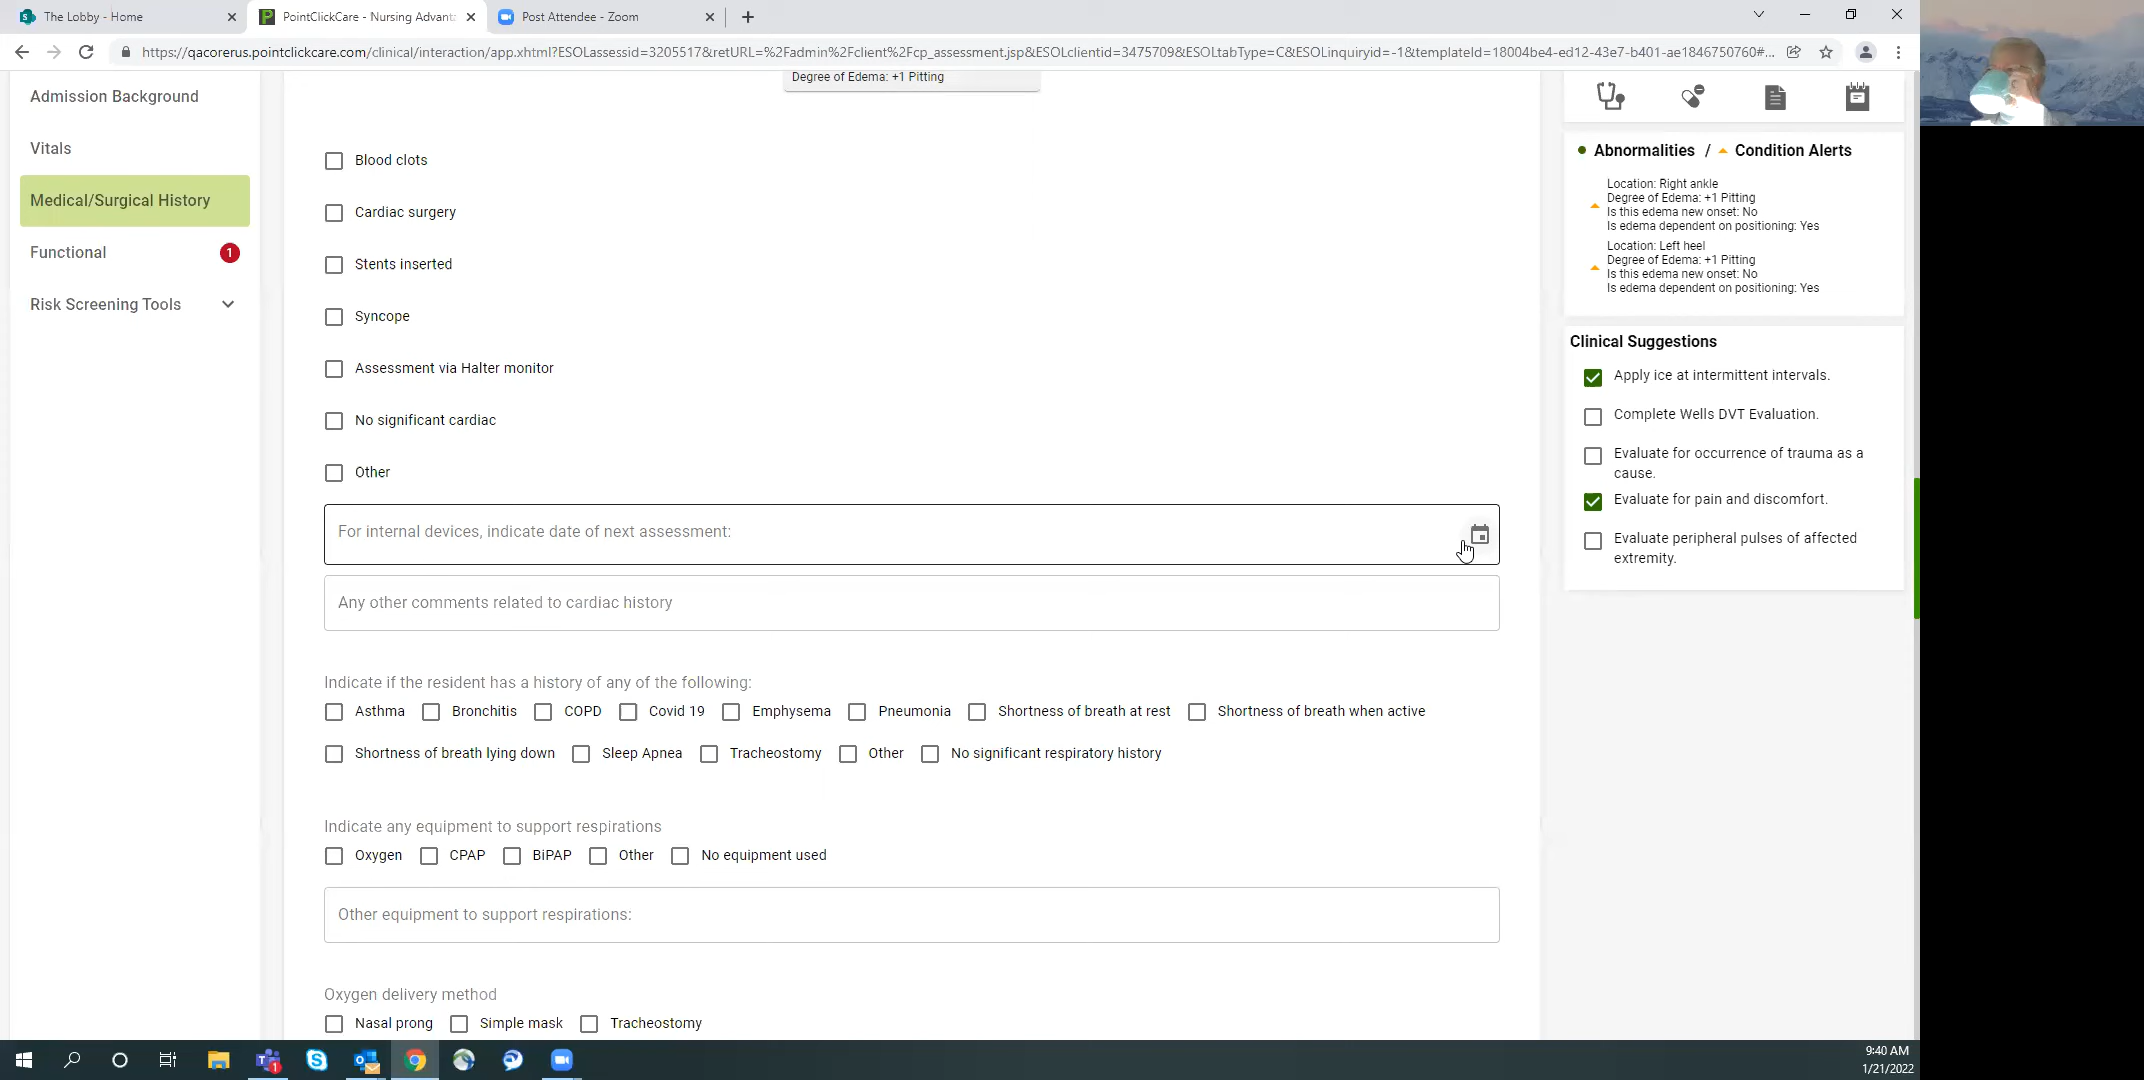 The Lobby - Home
PointClickCare - Nursing Advanta
Post Attendee - Zoom
https://qacorerus.pointclickcare.com/clinical/interaction/app.xhtml?ESOLassessid=3205517&retURL=%2Fadmin%2Fclient%2Fcp_assessment.jsp&ESOLclientid=3475709&ESOLtabType=C&ESOLinquiryid=-1&templateId=18004be4-ed12-43e7-b401-ae1846750760#...
Admission Background
Vitals
Medical/Surgical History
Functional
1
Risk Screening Tools
Degree of Edema: +1 Pitting
Blood clots
Cardiac surgery
Stents inserted
Syncope
Assessment via Halter monitor
No significant cardiac
Other
For internal devices, indicate date of next assessment:
Any other comments related to cardiac history
Indicate if the resident has a history of any of the following:
Asthma Bronchitis COPD Covid 19 Emphysema Pneumonia Shortness of breath at rest Shortness of breath when active
Shortness of breath lying down Sleep Apnea Tracheostomy Other No significant respiratory history
Indicate any equipment to support respirations
Oxygen CPAP BiPAP Other No equipment used
Other equipment to support respirations:
Oxygen delivery method
Nasal prong Simple mask Tracheostomy
Abnormalities / Condition Alerts
Location: Right ankle
Degree of Edema: +1 Pitting
Is this edema new onset: No
Is edema dependent on positioning: Yes
Location: Left heel
Degree of Edema: +1 Pitting
Is this edema new onset: No
Is edema dependent on positioning: Yes
Clinical Suggestions
Apply ice at intermittent intervals.
Complete Wells DVT Evaluation.
Evaluate for occurrence of trauma as a
cause.
Evaluate for pain and discomfort.
Evaluate peripheral pulses of affected
extremity.
9:40 AM
1/21/2022